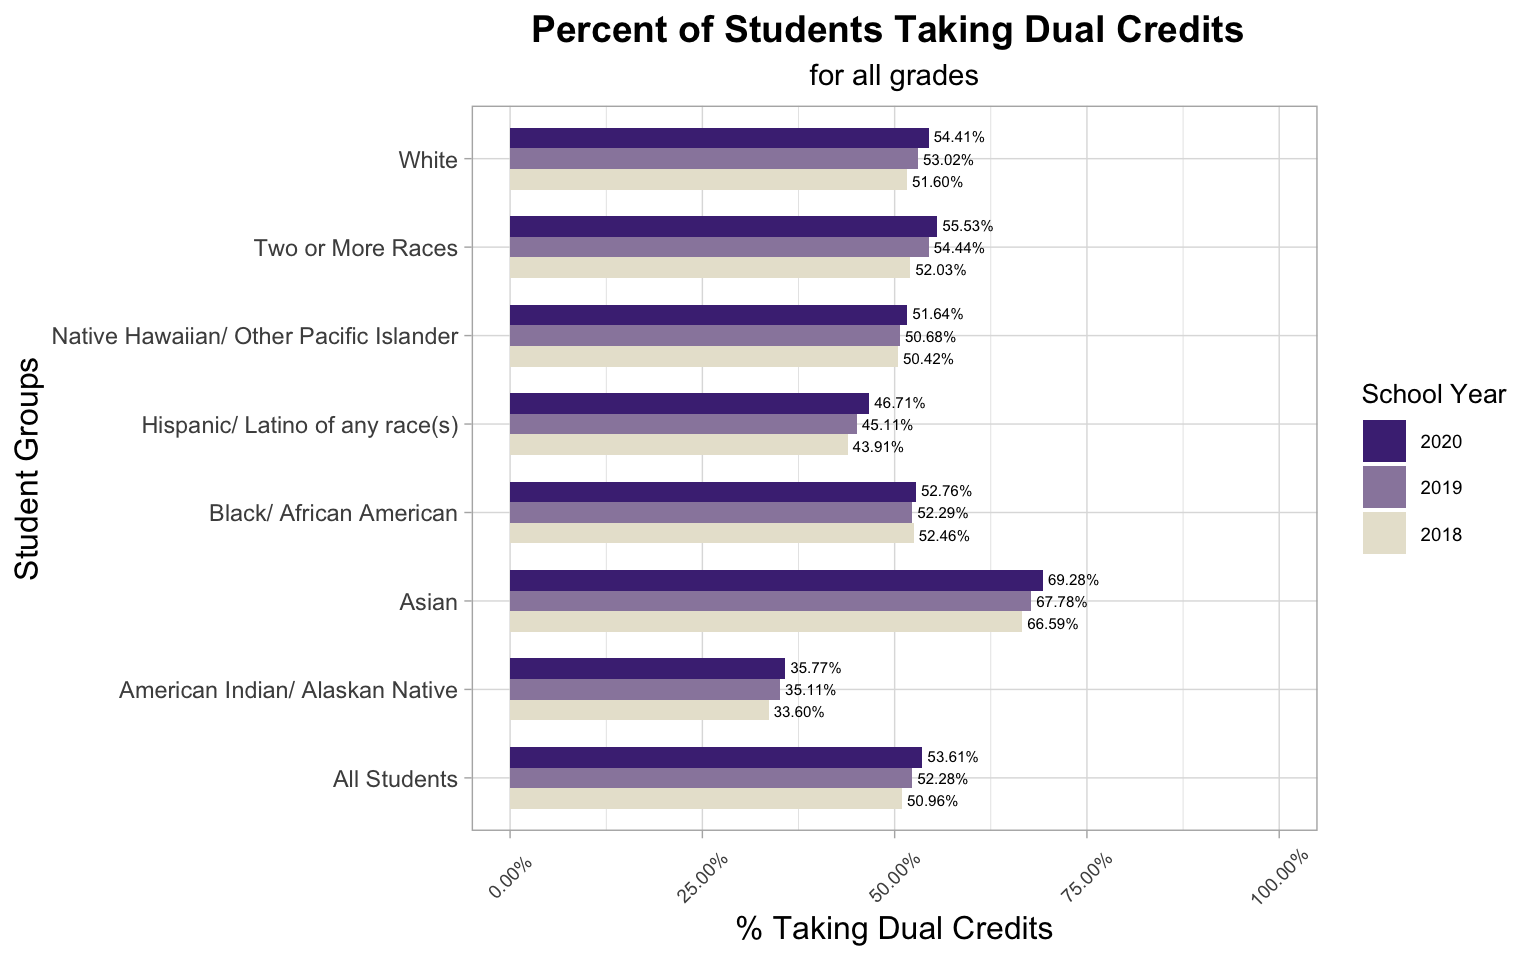 Percent of Students Taking Dual Credits
for all grades
Student Groups
White
54.41%
53.02%
51.60%
Two or More Races
55.53%
54.44%
52.03%
Native Hawaiian/ Other Pacific Islander
51.64%
50.68%
50.42%
Hispanic/ Latino of any race(s)
46.71%
45.11%
43.91%
Black/ African American
52.76%
52.29%
52.46%
Asian
69.28%
67.78%
66.59%
American Indian/ Alaskan Native
35.77%
35.11%
33.60%
All Students
53.61%
52.28%
50.96%
0.00%
25.00%
50.00%
75.00%
100.00%
% Taking Dual Credits
School Year
2020
2019
2018